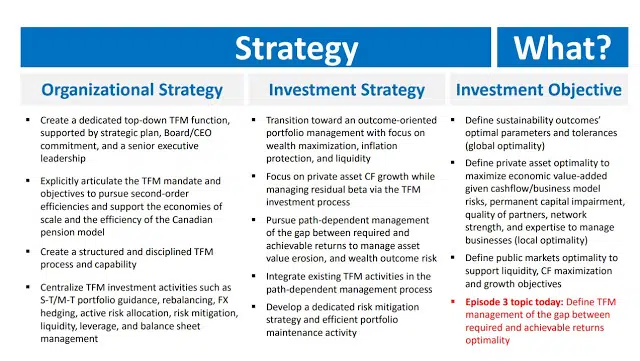 Strategy
What?
Organizational Strategy
Investment Strategy
Investment Objective
▪ Create a dedicated top-down TFM function,
supported by strategic plan, Board/CEO
commitment, and a senior executive
leadership
▪ Explicitly articulate the TFM mandate and
objectives to pursue second-order
efficiencies and support the economies of
scale and the efficiency of the Canadian
pension model
▪ Create a structured and disciplined TFM
process and capability
▪ Centralize TFM investment activities such as
S-T/M-T portfolio guidance, rebalancing, FX
hedging, active risk allocation, risk mitigation,
liquidity, leverage, and balance sheet
management
▪ Transition toward an outcome-oriented
portfolio management with focus on
wealth maximization, inflation
protection, and liquidity
▪ Focus on private asset CF growth while
managing residual beta via the TFM
investment process
▪ Pursue path-dependent management
of the gap between required and
achievable returns to manage asset
value erosion, and wealth outcome risk
▪ Integrate existing TFM activities in the
path-dependent management process
▪ Develop a dedicated risk mitigation
strategy and efficient portfolio
maintenance activity
▪ Define sustainability outcomes'
optimal parameters and tolerances
(global optimality)
▪ Define private asset optimality to
maximize economic value-added
given cashflow/business model
risks, permanent capital impairment,
quality of partners, network
strength, and expertise to manage
businesses (local optimality)
▪ Define public markets optimality to
support liquidity, CF maximization
and growth objectives
▪ Episode 3 topic today: Define TFM
management of the gap between
required and achievable returns
optimality